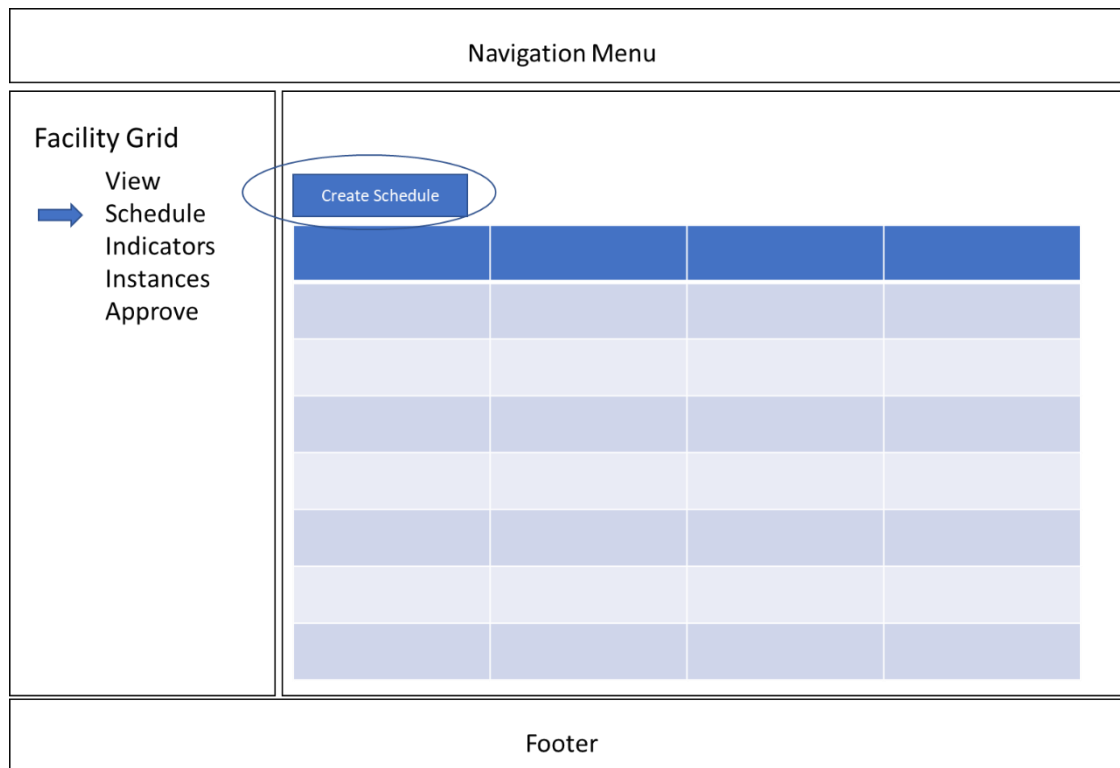 Navigation Menu
Facility Grid
View
Schedule
Indicators
Instances
Approve
Create Schedule
Footer